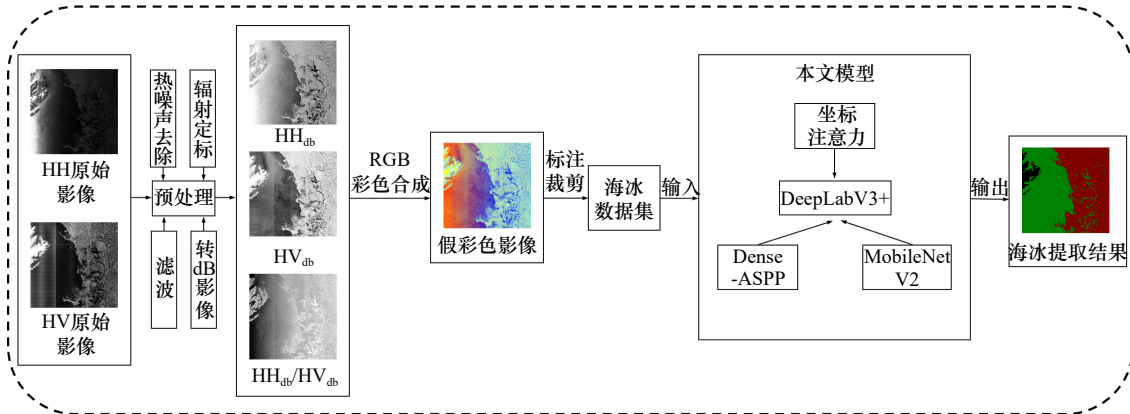 HH原始
影像
HV原始
影像
热噪声去除
辐射定标
预处理
滤波
转dB影像
HHdb
HVdb
HHdb/HVdb
RGB
彩色合成
假彩色影像
标注
裁剪
海冰
数据集
输入
本文模型
坐标
注意力
DeepLabV3+
Dense
-ASPP
MobileNet
V2
输出
海冰提取结果